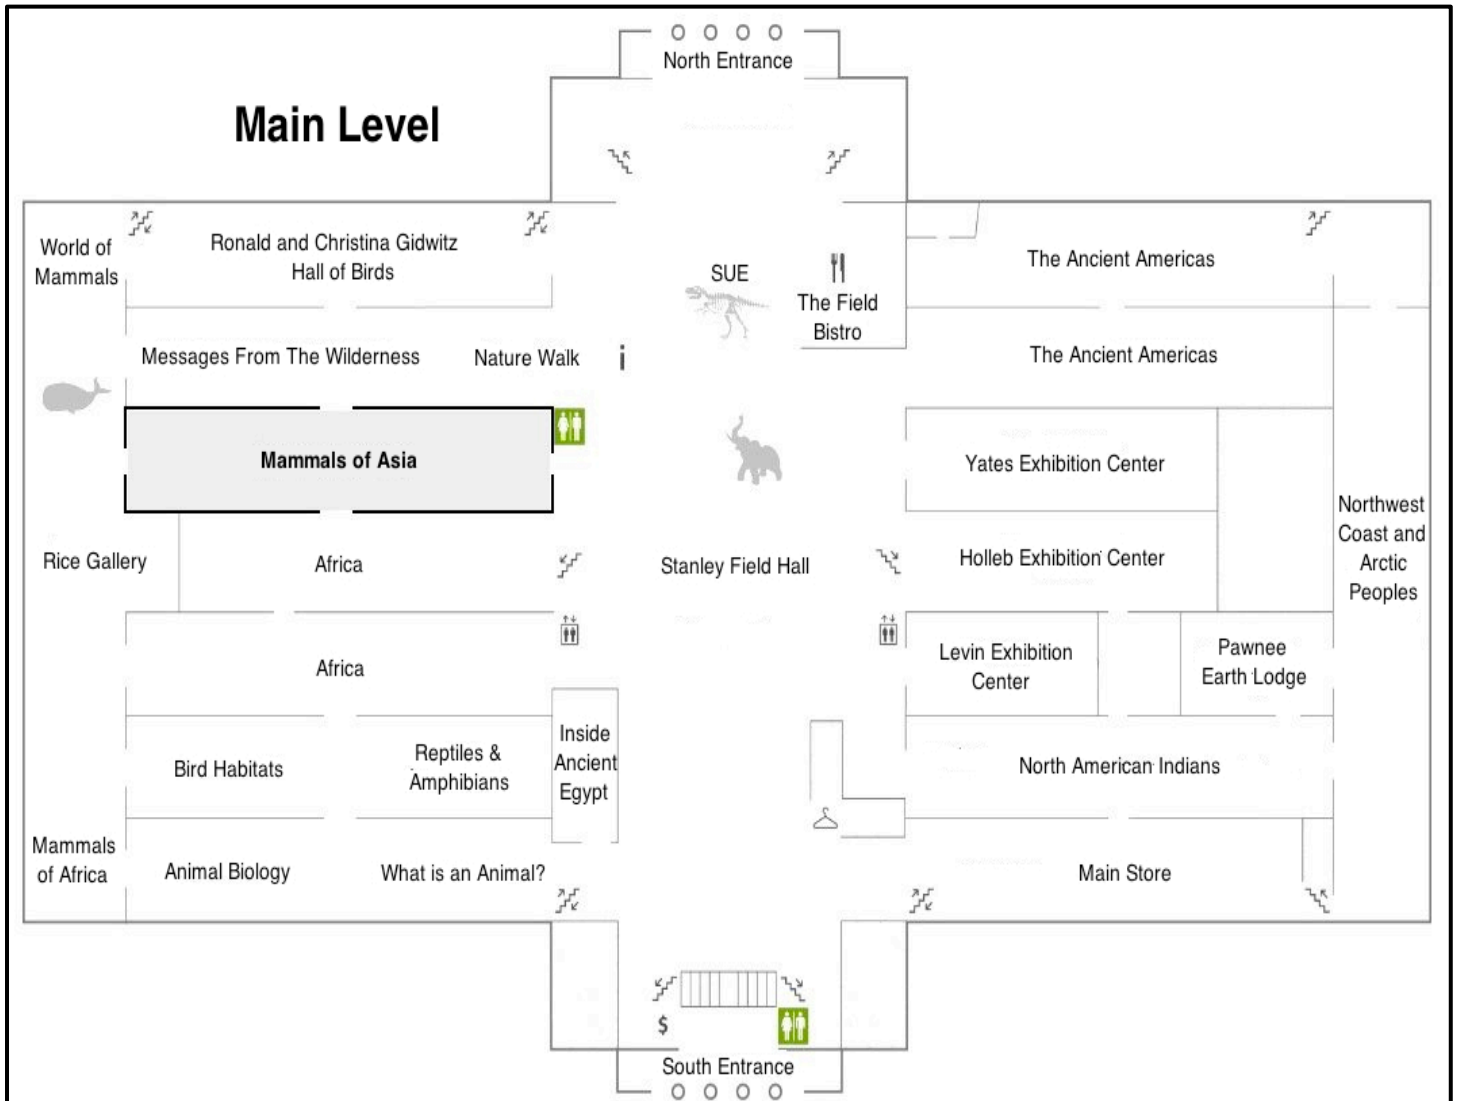 North Entrance
Main Level
World of
Mammals
Ronald and Christina Gidwitz
Hall of Birds
SUE
The Field
Bistro
The Ancient Americas
Messages From The Wilderness
Nature Walk
i
The Ancient Americas
Mammals of Asia
Yates Exhibition Center
Northwest
Coast and
Arctic
Peoples
Rice Gallery
Africa
Stanley Field Hall
Holleb Exhibition Center
Africa
Levin Exhibition
Center
Pawnee
Earth Lodge
Bird Habitats
Reptiles &
Amphibians
Inside
Ancient
Egypt
North American Indians
Mammals
of Africa
Animal Biology
What is an Animal?
Main Store
$
South Entrance